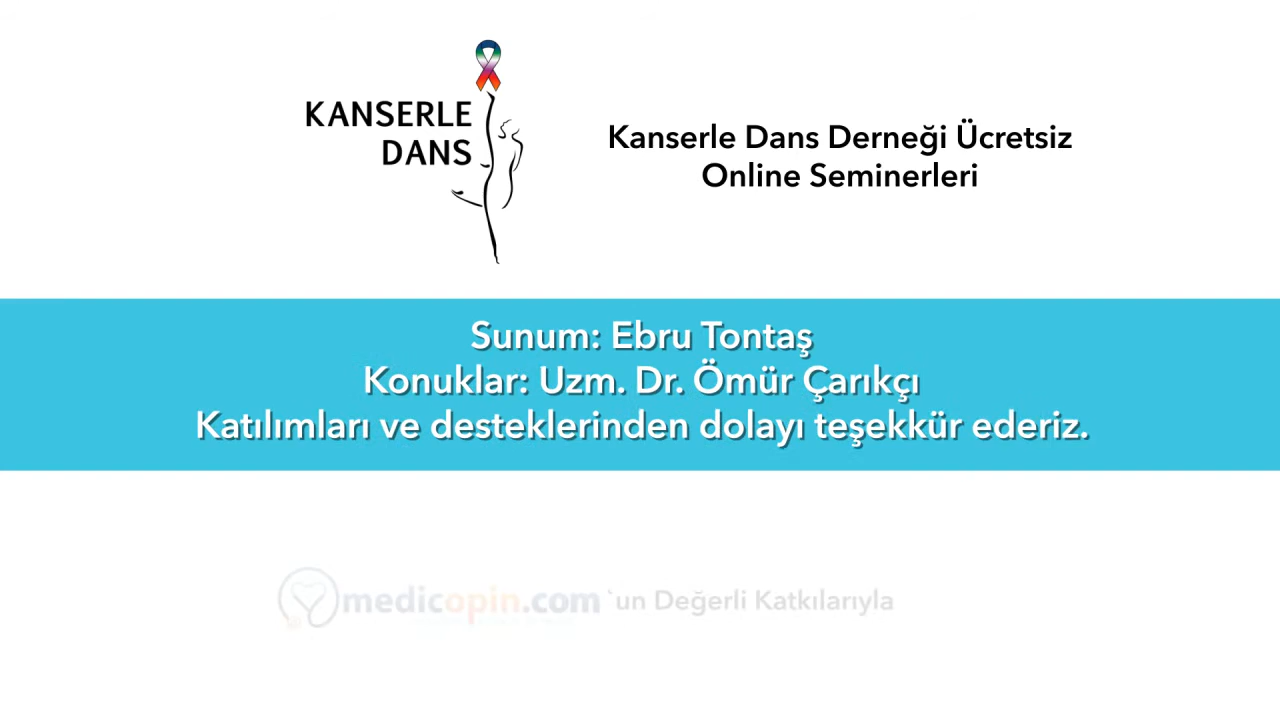 KANSERLE
DANS
Kanserle Dans Derneği Ücretsiz
Online Seminerleri
Sunum: Ebru Tontaş
Konuklar: Uzm. Dr. Ömür Çarıkçı
Katılımları ve desteklerinden dolayı teşekkür ederiz.
medicopin.com 'un Değerli Katkılarıyla